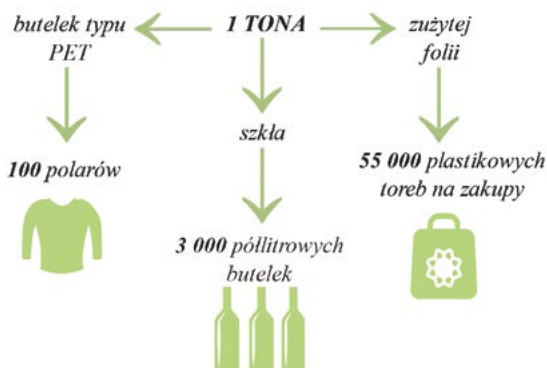 butelek typu
PET
1 TONA
zużytej
folii
szkła
100 polarów
55 000 plastikowych
toreb na zakupy
3 000 półlitrowych
butelek